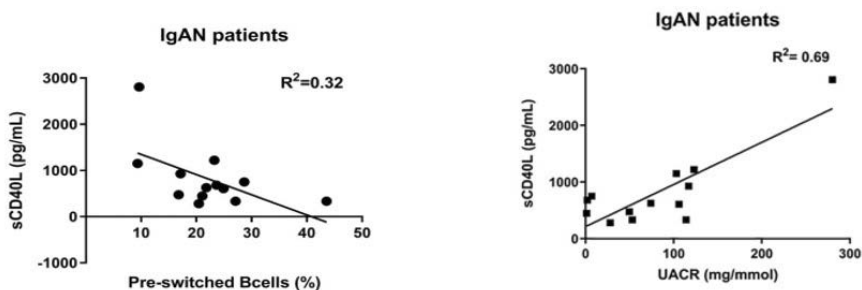 IgAN patients
R²=0.32
sCD40L (pg/mL)
3000
2000
1000
0
-1000
10
20
30
40
50
Pre-switched Bcells (%)
IgAN patients
R²= 0.69
sCD40L (pg/mL)
3000
2000
1000
0
0
100
200
300
UACR (mg/mmol)